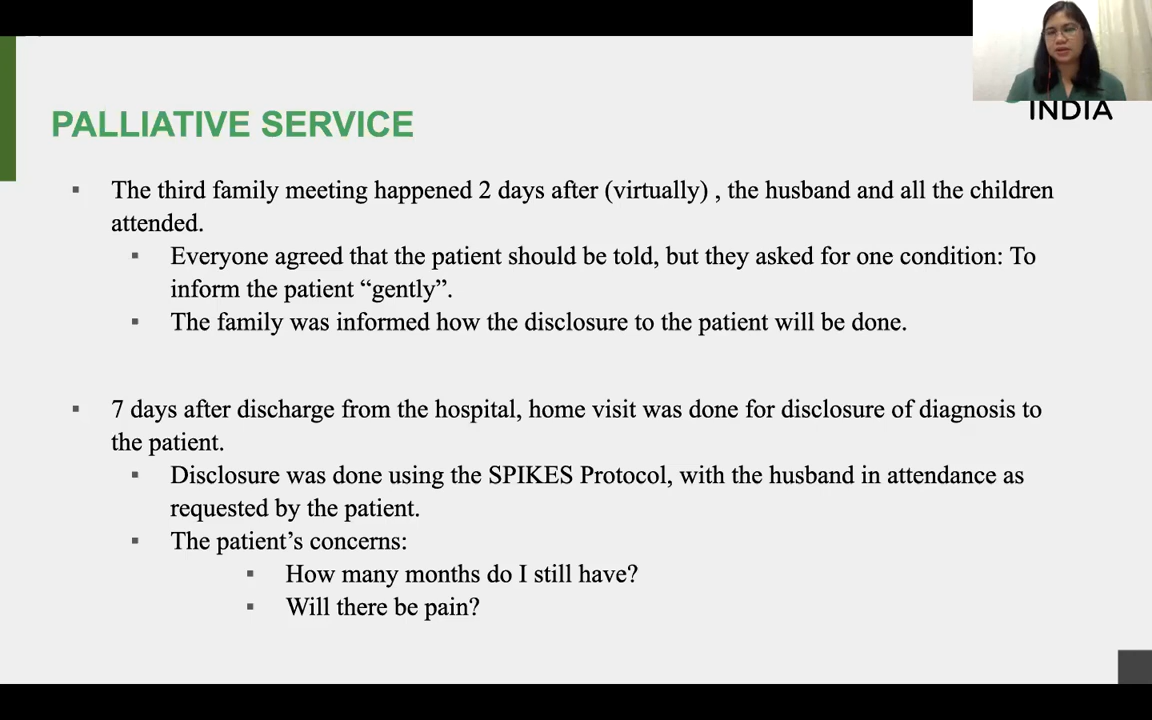 INDIA
PALLIATIVE SERVICE
▪ The third family meeting happened 2 days after (virtually) , the husband and all the children
attended.
▪ Everyone agreed that the patient should be told, but they asked for one condition: To
inform the patient “gently”.
▪ The family was informed how the disclosure to the patient will be done.
▪ 7 days after discharge from the hospital, home visit was done for disclosure of diagnosis to
the patient.
▪ Disclosure was done using the SPIKES Protocol, with the husband in attendance as
requested by the patient.
▪ The patient’s concerns:
▪ How many months do I still have?
▪ Will there be pain?